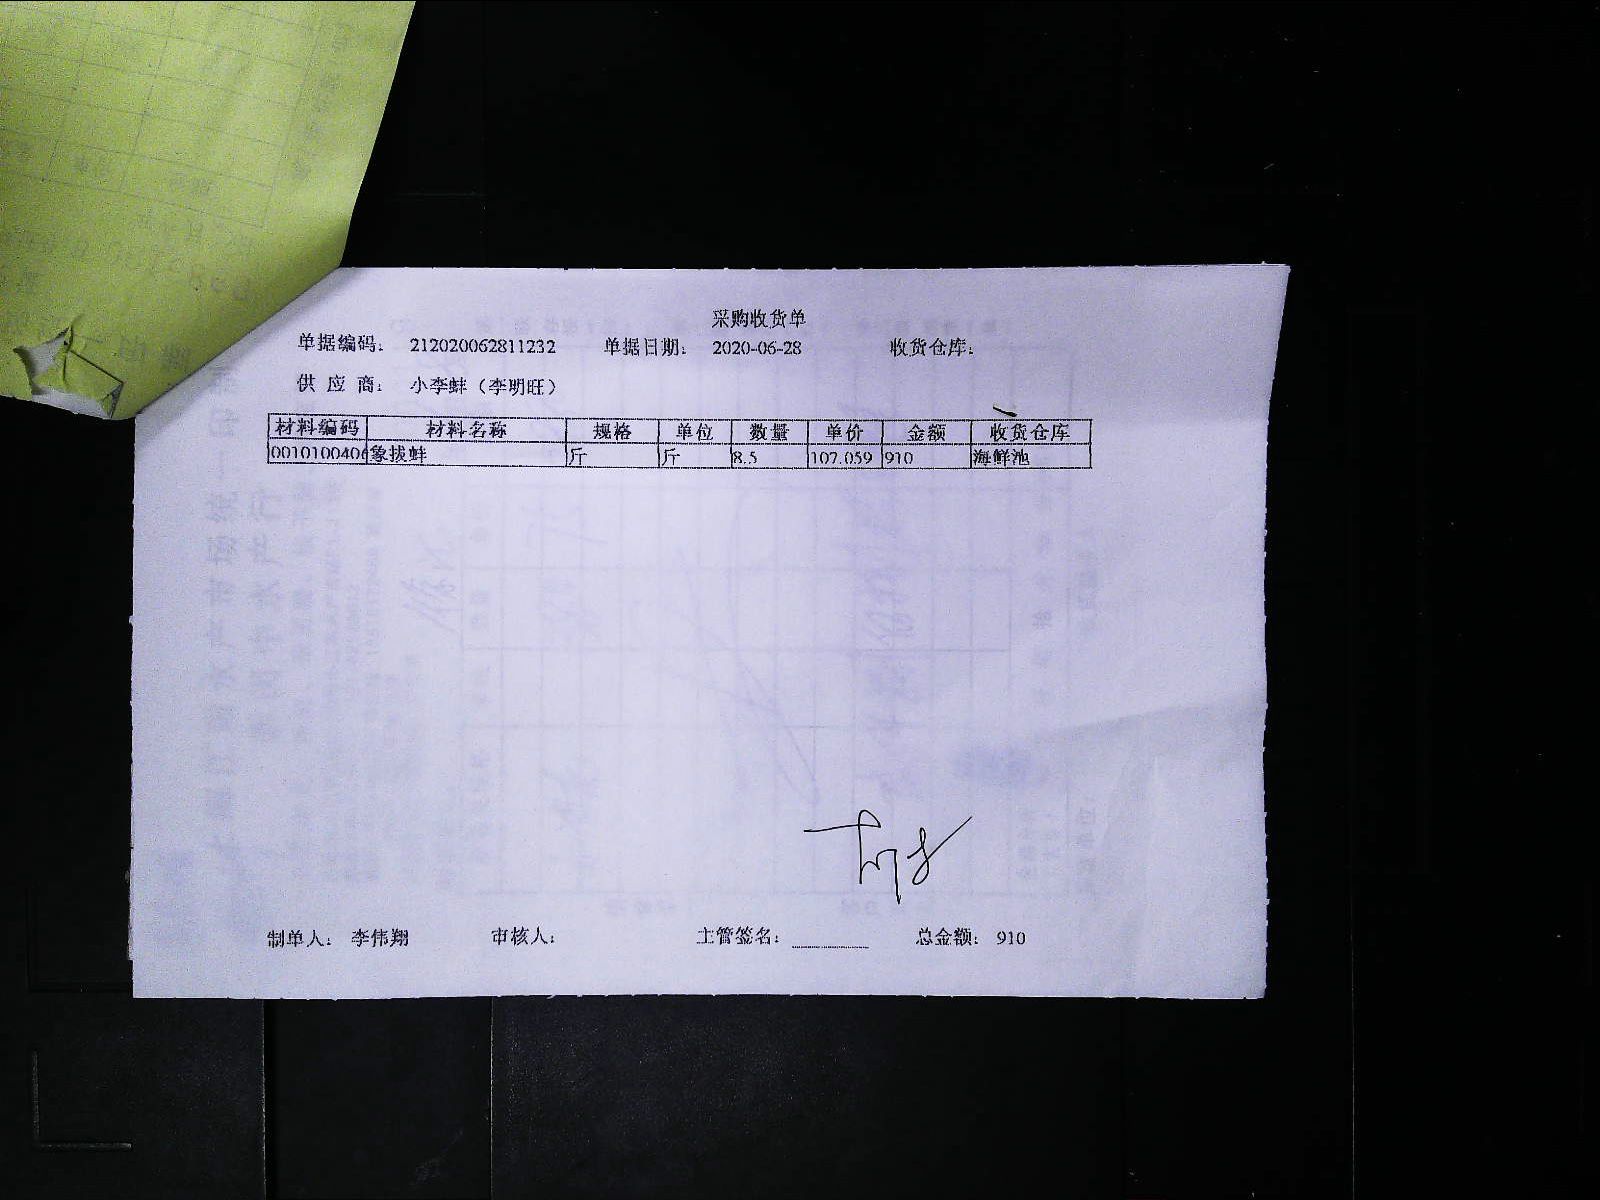 采购收货单
单据编码： 212020062811232 单据日期： 2020-06-28 收货仓库：
供 应 商： 小李蚌（李明旺）
材料编码 材料名称 规格 单位 数量 单价 金额 收货仓库
0010100406 象拔蚌 斤 斤 8.5 107.059 910 海鲜池
制单人： 李伟翔 审核人： 主管签名： 总金额： 910